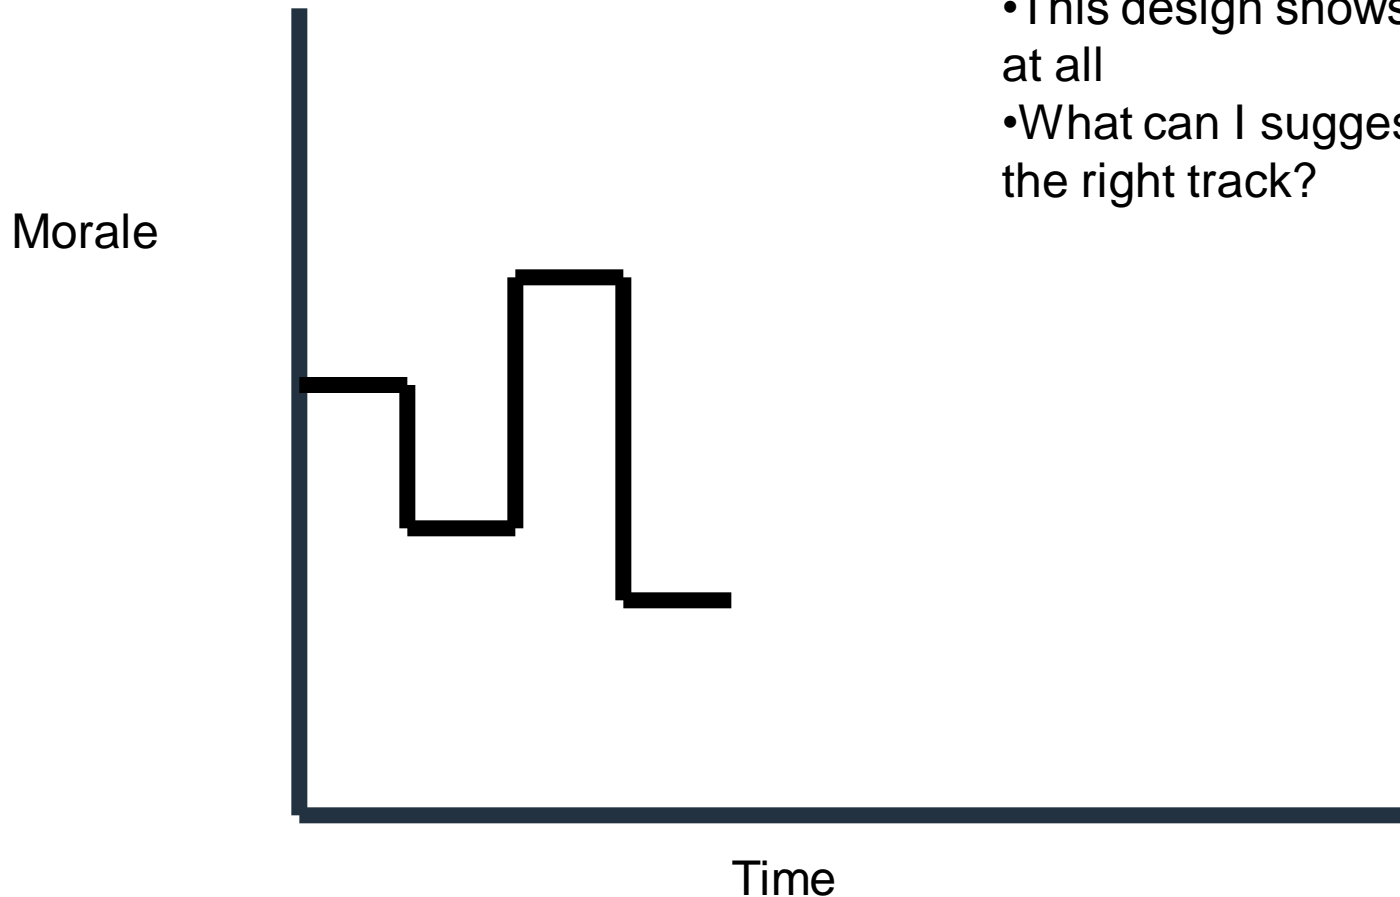 •This design shows
at all
•What can I sugges
the right track?
Morale
Time